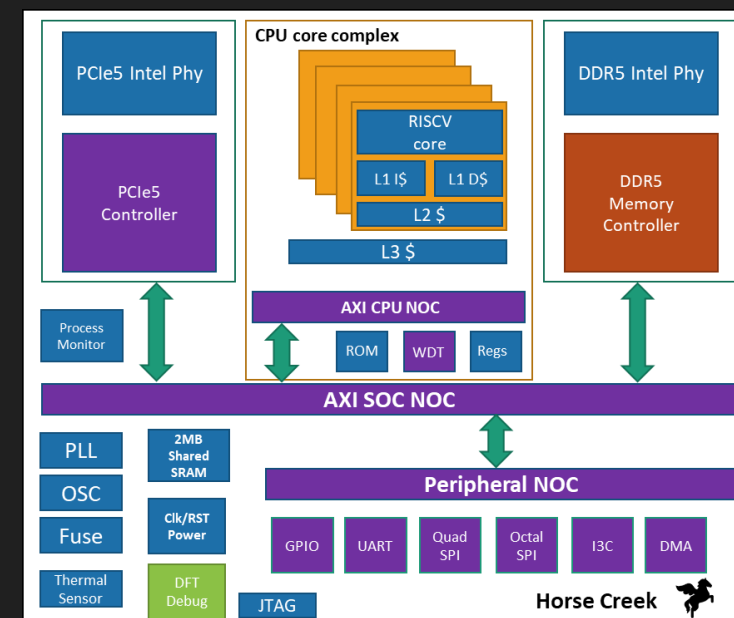 PCIe5 Intel Phy
PCIe5
Controller
CPU core complex
RISCV
core
L1 I$
L1 D$
L2 $
L3 $
AXI CPU NOC
ROM
WDT
Regs
DDR5 Intel Phy
DDR5
Memory
Controller
Process
Monitor
AXI SOC NOC
PLL
OSC
Fuse
Thermal
Sensor
2MB
Shared
SRAM
Clk/RST
Power
DFT
Debug
JTAG
Peripheral NOC
GPIO
UART
Quad
SPI
Octal
SPI
I3C
DMA
Horse Creek